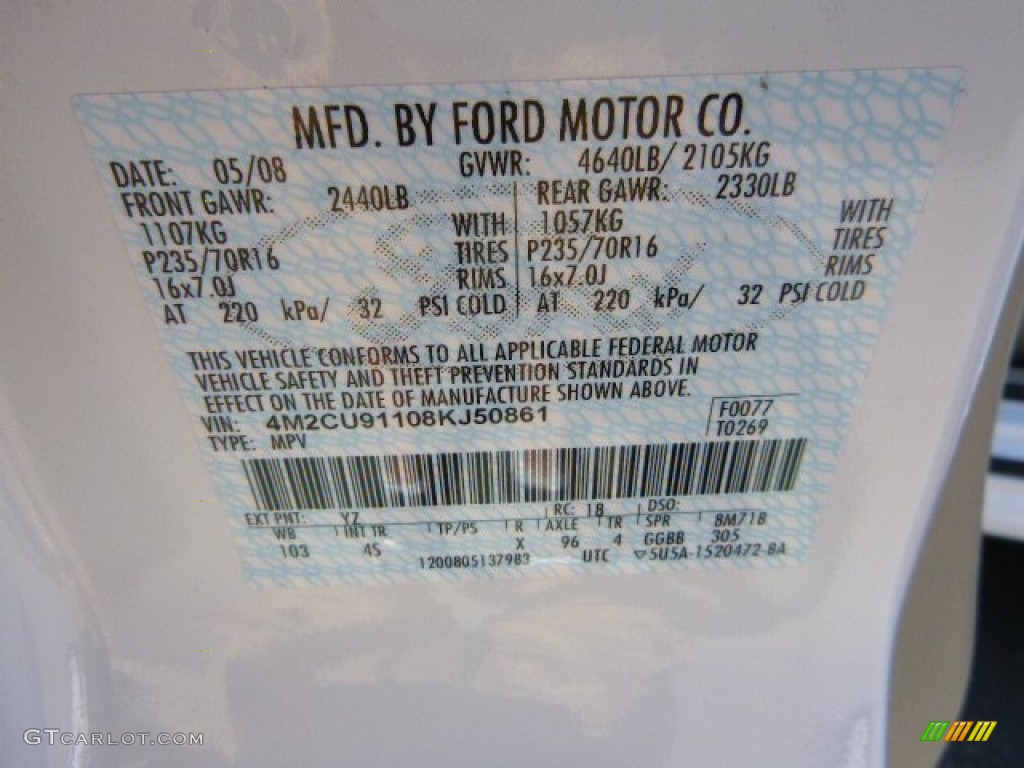 MFD. BY FORD MOTOR CO.
DATE: 05/08 GVWR: 4640LB/ 2105KG
FRONT GAWR: 2440LB REAR GAWR: 2330LB
1107KG WITH 1057KG WITH
P235/70R16 TIRES P235/70R16 TIRES
16x7.0J RIMS 16x7.0J RIMS
AT 220 kPa/ 32 PSI COLD AT 220 kPa/ 32 PSI COLD
THIS VEHICLE CONFORMS TO ALL APPLICABLE FEDERAL MOTOR
VEHICLE SAFETY AND THEFT PREVENTION STANDARDS IN
EFFECT ON THE DATE OF MANUFACTURE SHOWN ABOVE.
VIN: 4M2CU91108KJ50861 F0077
TYPE: MPV T0269
EXT PNT: YZ RC: 18 DSO:
WB INT TR TP/PS R AXLE TR SPR 8M71B
103 4S X 96 4 GGBB 305
1200805137983 UTC ▽5U5A-1520472-BA
GTCARLOT.COM